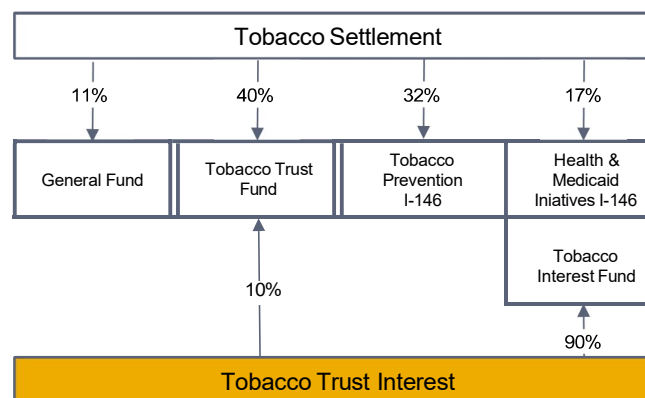 Tobacco Settlement
11%
40%
32%
17%
General Fund
Tobacco Trust
Fund
Tobacco
Prevention
I-146
Health &
Medicaid
Iniatives I-146
Tobacco
Interest Fund
10%
90%
Tobacco Trust Interest